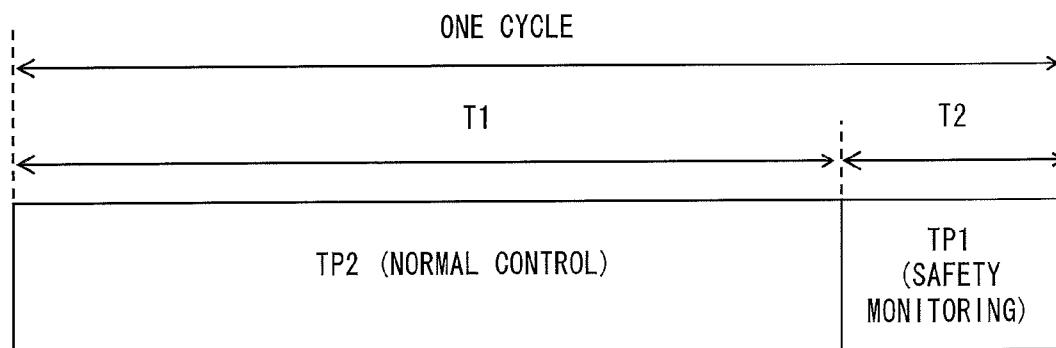 ONE CYCLE
T1
T2
TP2 (NORMAL CONTROL)
TP1
(SAFETY
MONITORING)